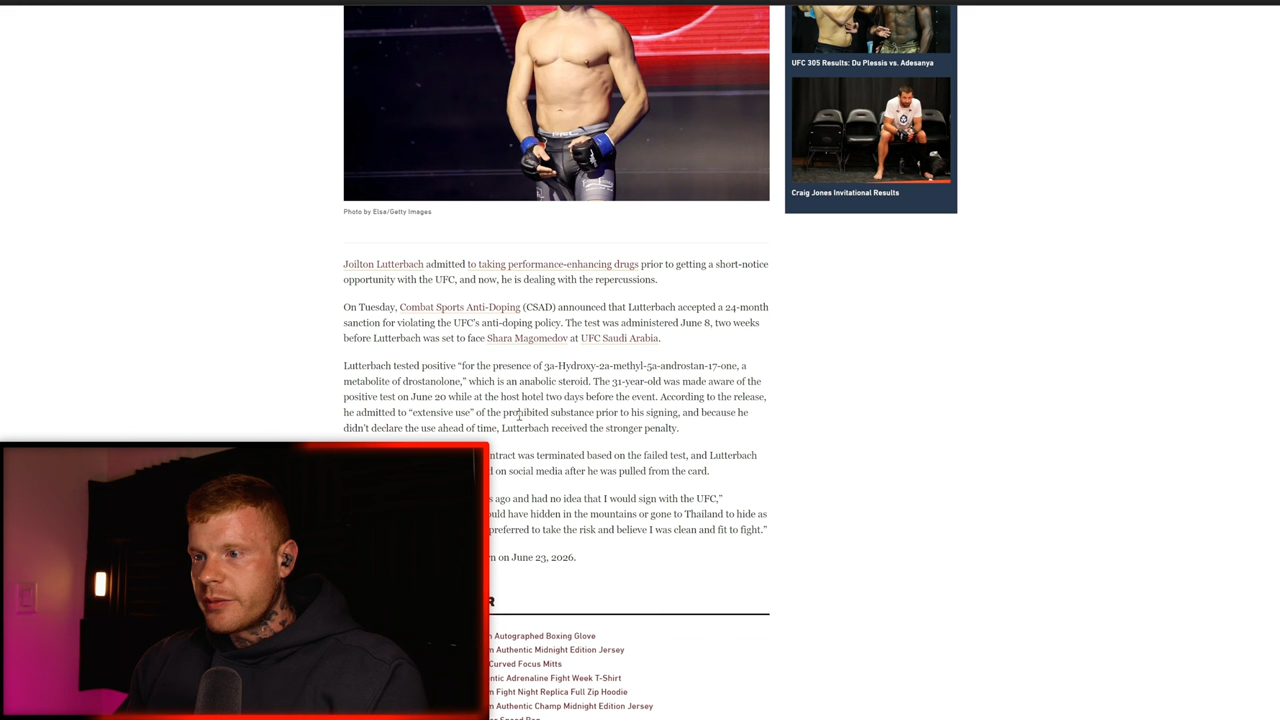 UFC 305 Results: Du Plessis vs. Adesanya
Craig Jones Invitational Results
Photo by Elsa/Getty Images
Joilton Lutterbach admitted to taking performance-enhancing drugs prior to getting a short-notice
opportunity with the UFC, and now, he is dealing with the repercussions.
On Tuesday, Combat Sports Anti-Doping (CSAD) announced that Lutterbach accepted a 24-month
sanction for violating the UFC's anti-doping policy. The test was administered June 8, two weeks
before Lutterbach was set to face Shara Magomedov at UFC Saudi Arabia.
Lutterbach tested positive “for the presence of 3a-Hydroxy-2a-methyl-5a-androstan-17-one, a
metabolite of drostanolone,” which is an anabolic steroid. The 31-year-old was made aware of the
positive test on June 20 while at the host hotel two days before the event. According to the release,
he admitted to “extensive use” of the prohibited substance prior to his signing, and because he
didn't declare the use ahead of time, Lutterbach received the stronger penalty.
ntract was terminated based on the failed test, and Lutterbach
d on social media after he was pulled from the card.
s ago and had no idea that I would sign with the UFC,”
uld have hidden in the mountains or gone to Thailand to hide as
preferred to take the risk and believe I was clean and fit to fight.”
n on June 23, 2026.
R
n Autographed Boxing Glove
n Authentic Midnight Edition Jersey
Curved Focus Mitts
ntic Adrenaline Fight Week T-Shirt
n Fight Night Replica Full Zip Hoodie
n Authentic Champ Midnight Edition Jersey